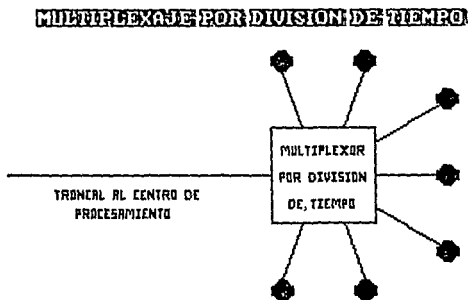 MULTIPLEXAJE POR DIVISION DE TIEMPO
MULTIPLEXOR
POR DIVISION
DE, TIEMPO
TRONCAL AL CENTRO DE
PROCESAMIENTO